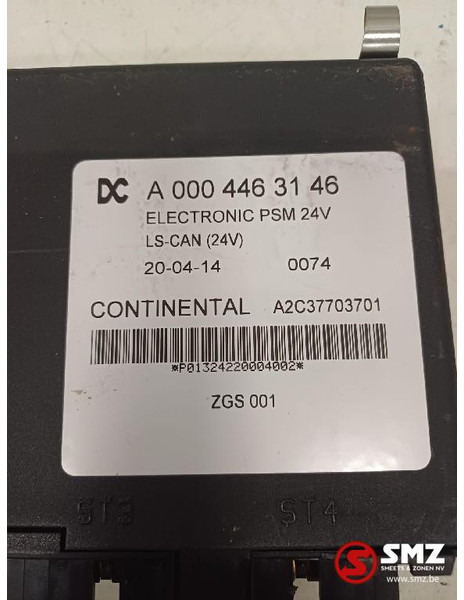 DC A 000 446 31 46
ELECTRONIC PSM 24V
LS-CAN (24V)
20-04-14 0074
CONTINENTAL A2C37703701
*P01324220004002*
ZGS 001
ST3 ST4
SMZ
SHEETS & ZONEN NV
www.smz.be